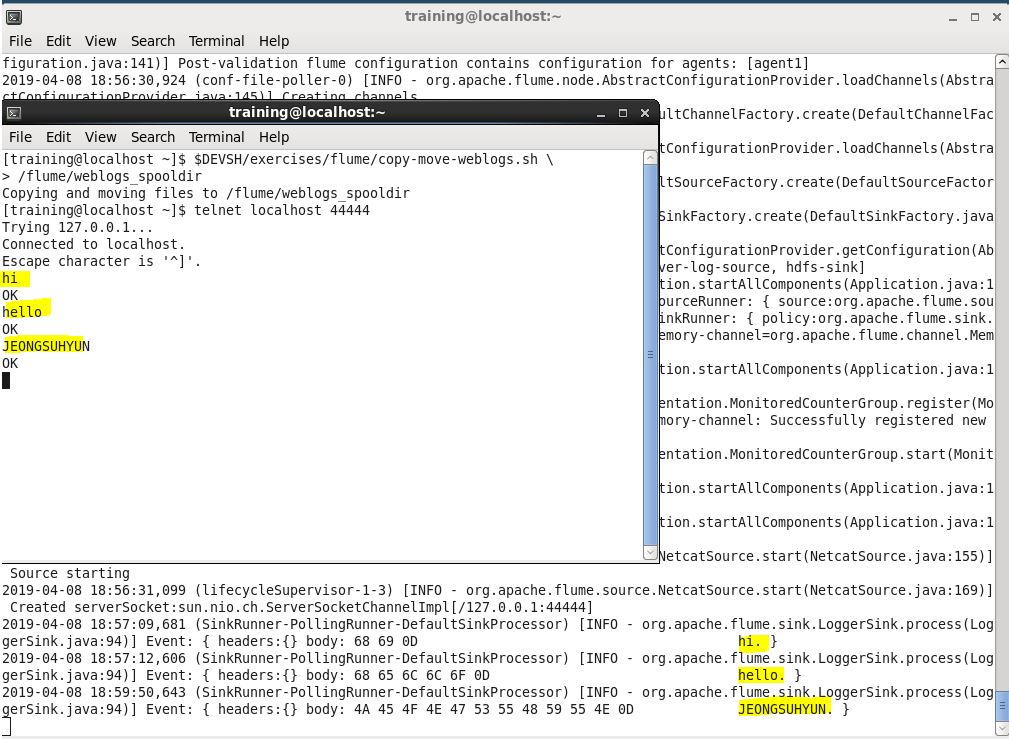 training@localhost:~
File Edit View Search Terminal Help
figuration.java:141)] Post-validation flume configuration contains configuration for agents: [agent1]
2019-04-08 18:56:30,924 (conf-file-poller-0) [INFO - org.apache.flume.node.AbstractConfigurationProvider.loadChannels(Abstra
ctConfigurationProvider.java:145)] Creating channels
training@localhost:~
File Edit View Search Terminal Help
[training@localhost ~]$ $DEVSH/exercises/flume/copy-move-weblogs.sh \
> /flume/weblogs_spooldir
Copying and moving files to /flume/weblogs_spooldir
[training@localhost ~]$ telnet localhost 44444
Trying 127.0.0.1...
Connected to localhost.
Escape character is '^]'.
hi
OK
hello
OK
JEONGSUHYUN
OK
ultChannelFactory.create(DefaultChannelFac
tConfigurationProvider.loadChannels(Abstra
ltSourceFactory.create(DefaultSourceFactor
SinkFactory.create(DefaultSinkFactory.java
tConfigurationProvider.getConfiguration(Ab
ver-log-source, hdfs-sink]
tion.startAllComponents(Application.java:1
ourceRunner: { source:org.apache.flume.sou
inkRunner: { policy:org.apache.flume.sink.
emory-channel=org.apache.flume.channel.Mem
tion.startAllComponents(Application.java:1
entation.MonitoredCounterGroup.register(Mo
mory-channel: Successfully registered new
entation.MonitoredCounterGroup.start(Monit
tion.startAllComponents(Application.java:1
tion.startAllComponents(Application.java:1
NetcatSource.start(NetcatSource.java:155)]
Source starting
2019-04-08 18:56:31,099 (lifecycleSupervisor-1-3) [INFO - org.apache.flume.source.NetcatSource.start(NetcatSource.java:169)]
Created serverSocket:sun.nio.ch.ServerSocketChannelImpl[/127.0.0.1:44444]
2019-04-08 18:57:09,681 (SinkRunner-PollingRunner-DefaultSinkProcessor) [INFO - org.apache.flume.sink.LoggerSink.process(Log
gerSink.java:94)] Event: { headers:{} body: 68 69 0D hi. }
2019-04-08 18:57:12,606 (SinkRunner-PollingRunner-DefaultSinkProcessor) [INFO - org.apache.flume.sink.LoggerSink.process(Log
gerSink.java:94)] Event: { headers:{} body: 68 65 6C 6C 6F 0D hello. }
2019-04-08 18:59:50,643 (SinkRunner-PollingRunner-DefaultSinkProcessor) [INFO - org.apache.flume.sink.LoggerSink.process(Log
gerSink.java:94)] Event: { headers:{} body: 4A 45 4F 4E 47 53 55 48 59 55 4E 0D JEONGSUHYUN. }